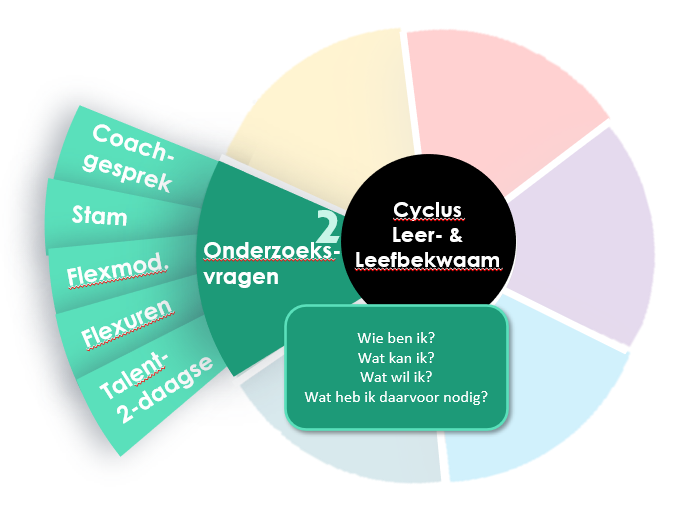 Coach-
gesprek
Stam
Flexmod.
Flexuren
Talent-
2-daagse
2
Onderzoeks-
vragen
Cyclus
Leer- &
Leefbekwaam
Wie ben ik?
Wat kan ik?
Wat wil ik?
Wat heb ik daarvoor nodig?